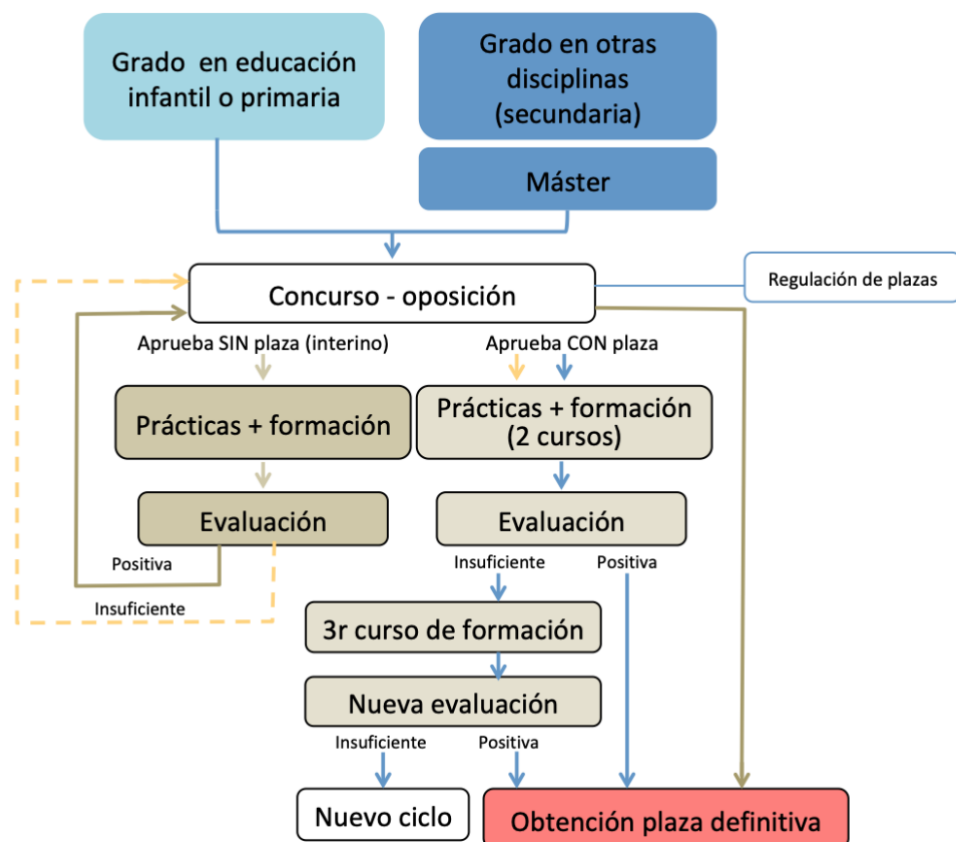 Grado en educación
infantil o primaria
Grado en otras
disciplinas
(secundaria)
Máster
Concurso - oposición
Regulación de plazas
Aprueba SIN plaza (interino)
Aprueba CON plaza
Prácticas + formación
Prácticas + formación
(2 cursos)
Evaluación
Evaluación
Positiva
Insuficiente
Insuficiente
Positiva
3r curso de formación
Nueva evaluación
Insuficiente
Positiva
Nuevo ciclo
Obtención plaza definitiva